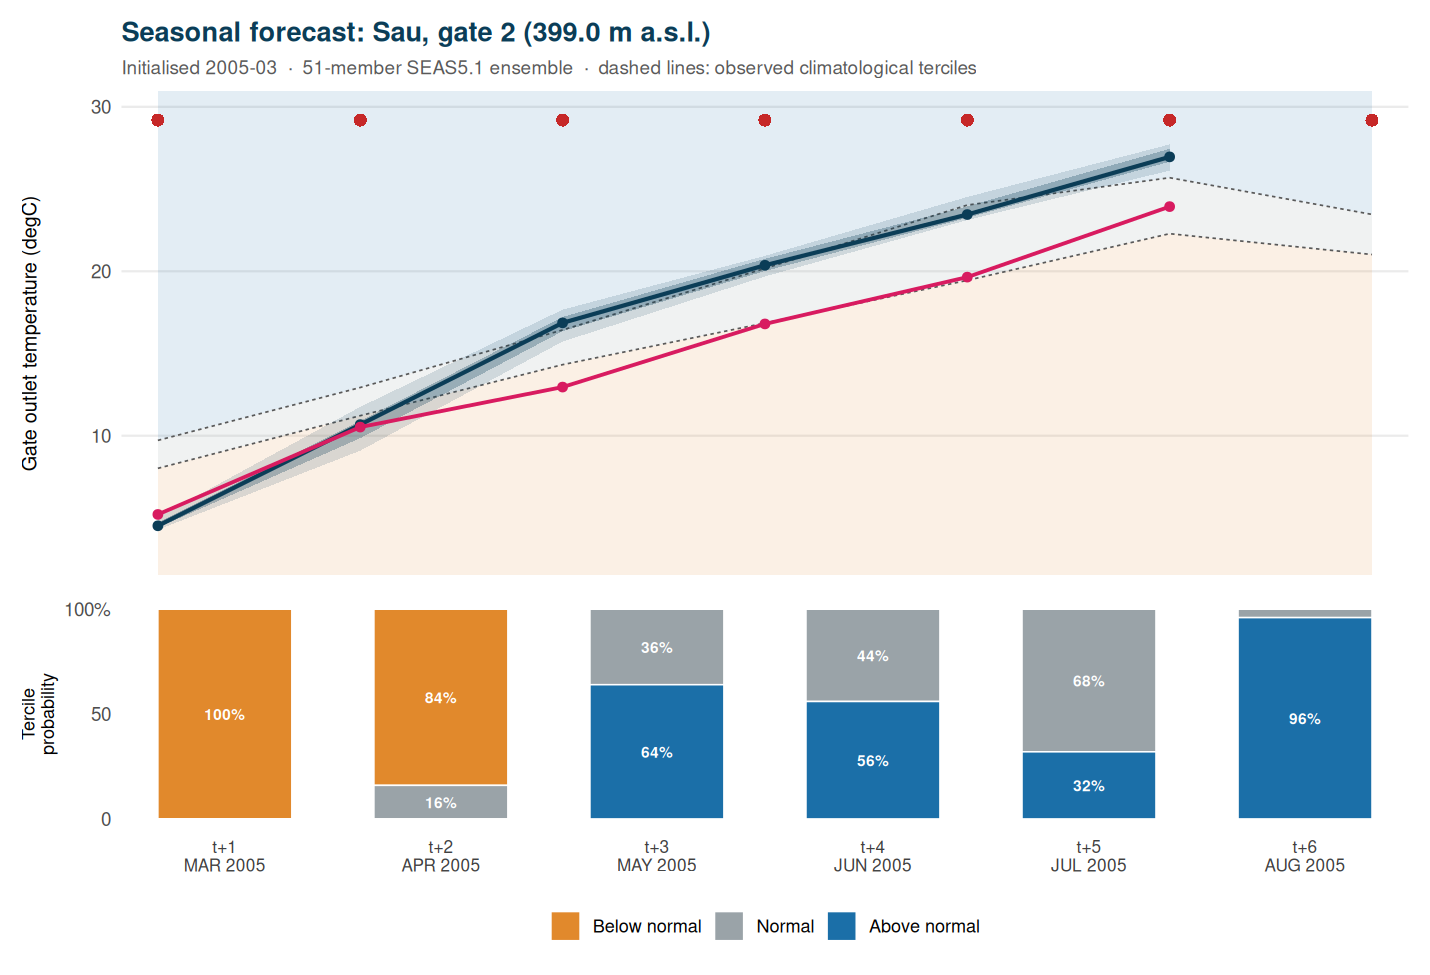 Seasonal forecast: Sau, gate 2 (399.0 m a.s.l.)
Initialised 2005-03 · 51-member SEAS5.1 ensemble · dashed lines: observed climatological terciles
Gate outlet temperature (degC)
30
20
10
Tercile
probability
100%
50
0
100%
84%
16%
36%
64%
44%
56%
68%
32%
96%
t+1
MAR 2005
t+2
APR 2005
t+3
MAY 2005
t+4
JUN 2005
t+5
JUL 2005
t+6
AUG 2005
Below normal
Normal
Above normal